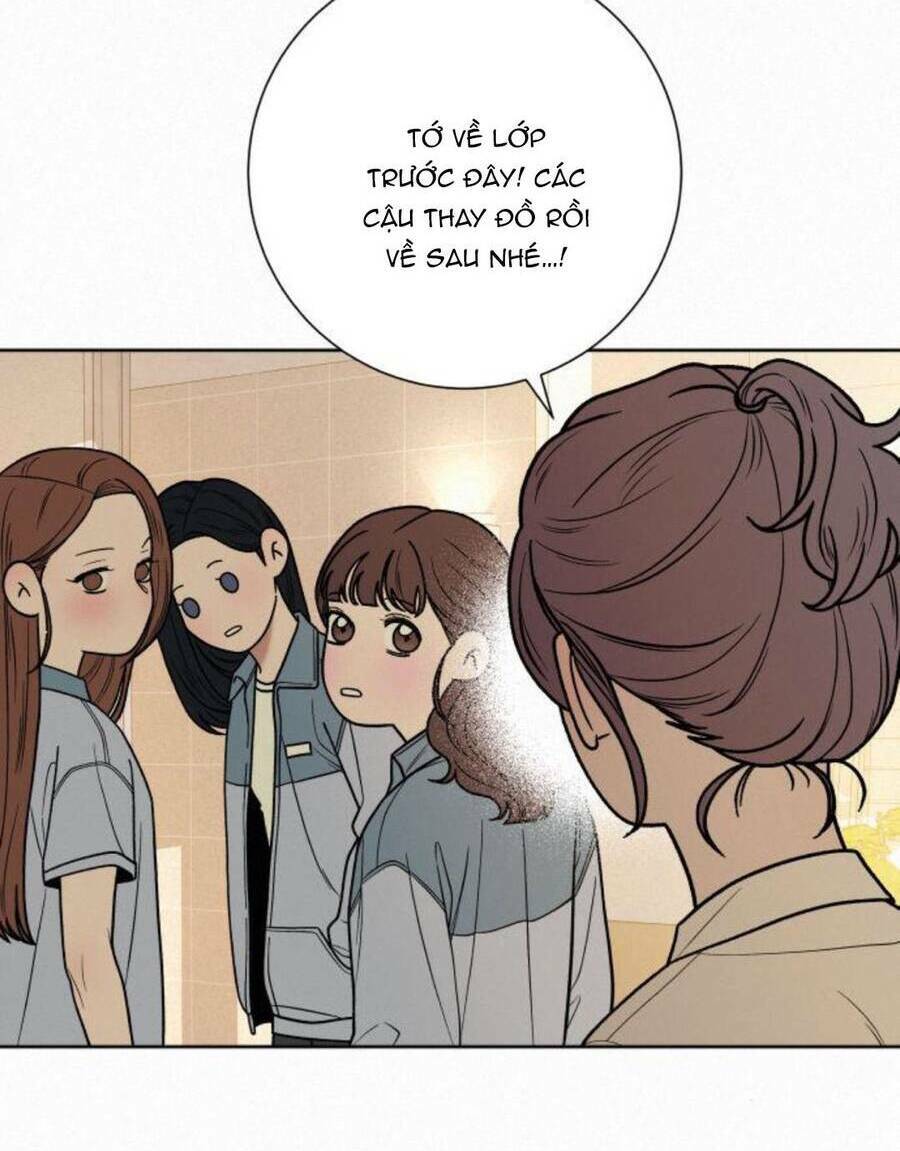 TỚ VỀ LỚP
TRƯỚC ĐÂY! CÁC
CẬU THAY ĐỒ RỒI
VỀ SAU NHÉ...!